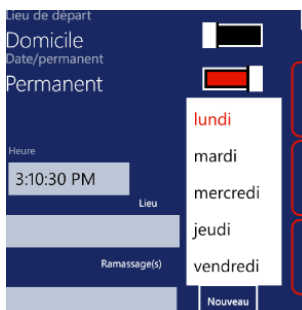 Lieu de départ
Domicile
Date/permanent
Permanent
lundi
mardi
mercredi
jeudi
vendredi
Heure
3:10:30 PM
Lieu
Ramassage(s)
Nouveau